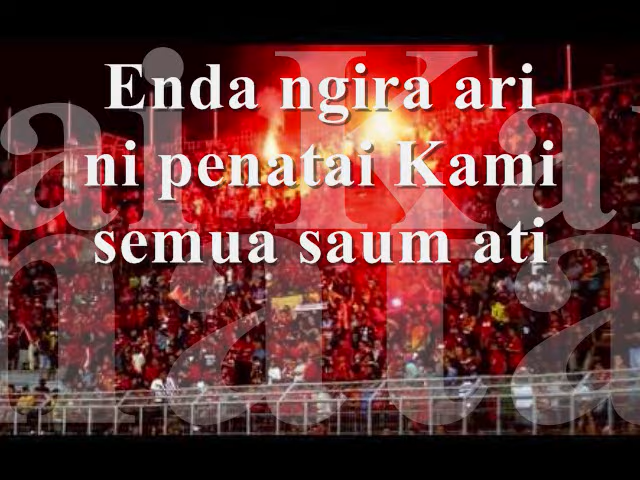 Enda ngira ari
ni penatai Kami
semua saum ati